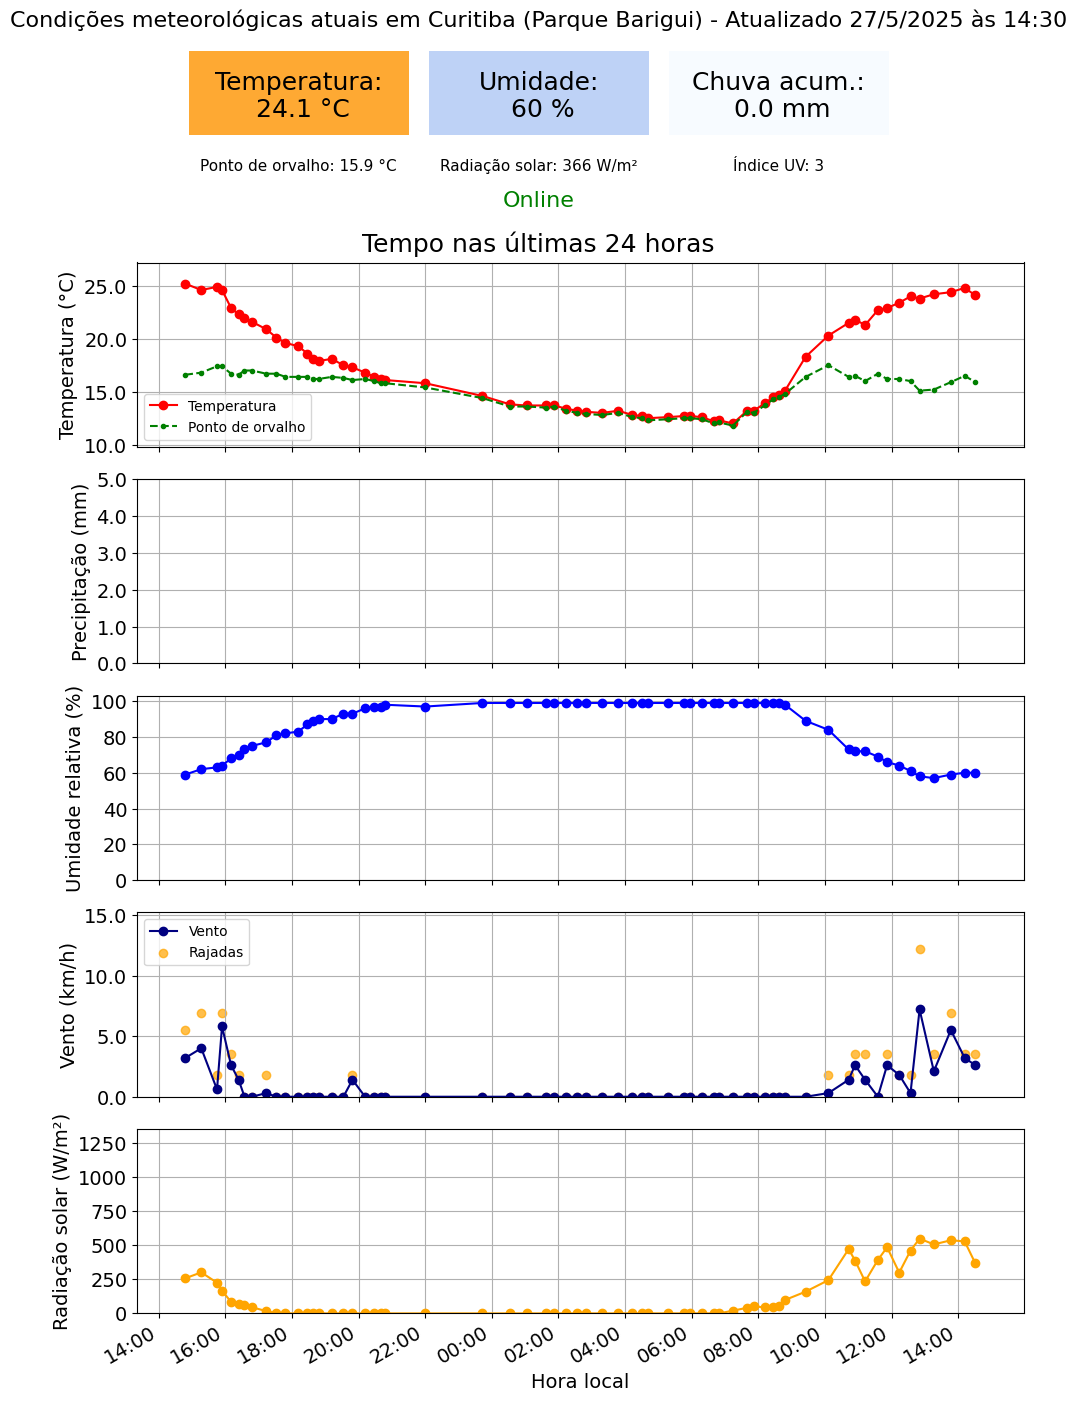 Condições meteorológicas atuais em Curitiba (Parque Barigui) - Atualizado 27/5/2025 às 14:30
Temperatura:
24.1 °C
Umidade:
60 %
Chuva acum.:
0.0 mm
Ponto de orvalho: 15.9 °C
Radiação solar: 366 W/m²
Índice UV: 3
Online
Tempo nas últimas 24 horas
Temperatura (°C)
25.0
20.0
15.0
10.0
Temperatura
Ponto de orvalho
Precipitação (mm)
5.0
4.0
3.0
2.0
1.0
0.0
Umidade relativa (%)
100
80
60
40
20
0
Vento (km/h)
15.0
10.0
5.0
0.0
Vento
Rajadas
Radiação solar (W/m²)
1250
1000
750
500
250
0
14:00
16:00
18:00
20:00
22:00
00:00
02:00
04:00
06:00
08:00
10:00
12:00
14:00
Hora local